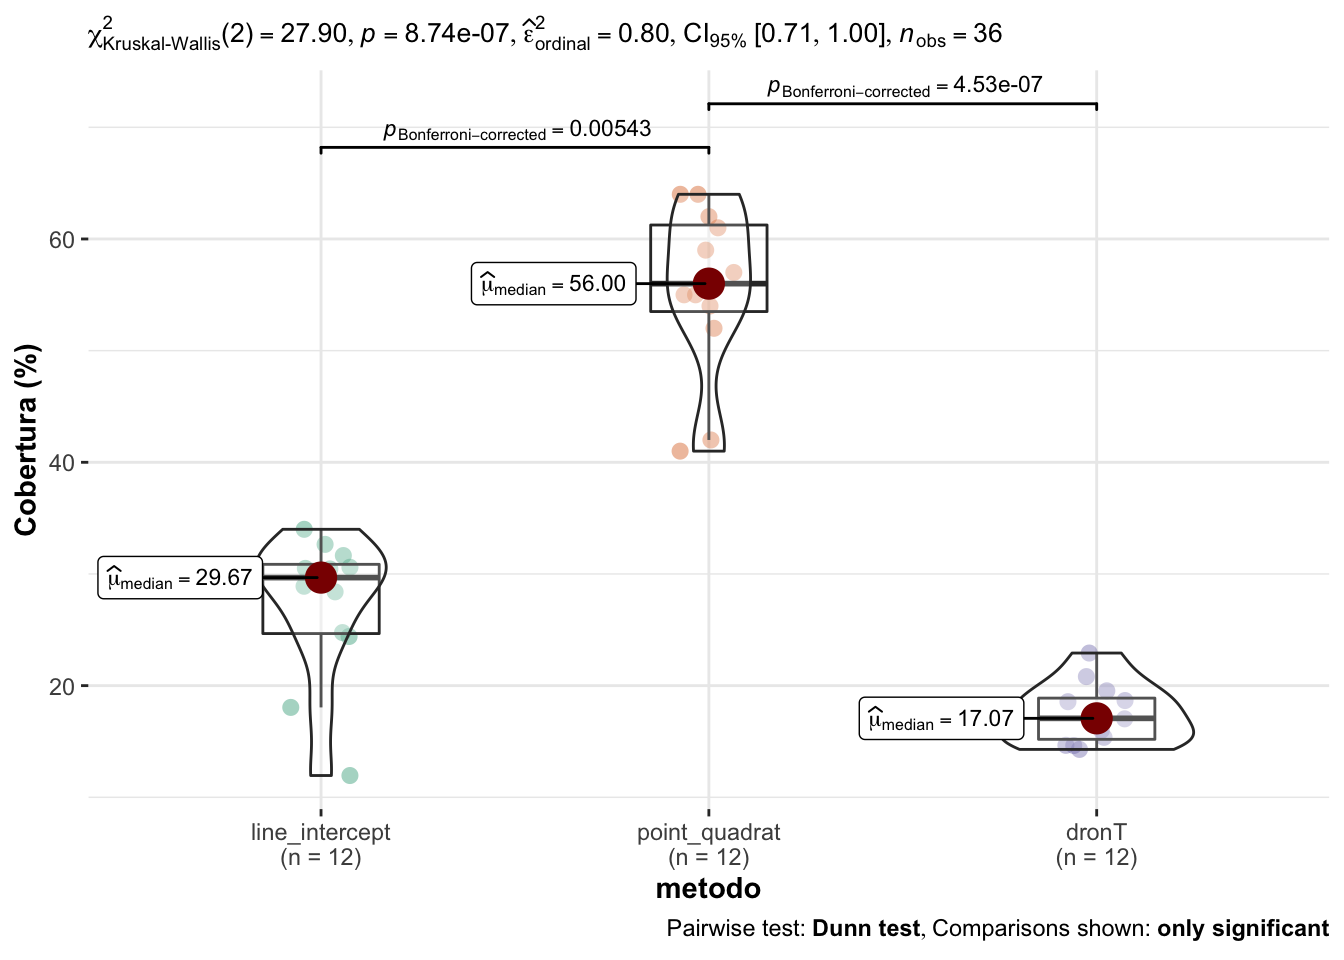 χ²Kruskal-Wallis(2) = 27.90, p = 8.74e-07, ε̂²ordinal = 0.80, CI95% [0.71, 1.00], nobs = 36
pBonferroni−corrected = 4.53e-07
pBonferroni−corrected = 0.00543
60
μ̂median = 56.00
Cobertura (%)
40
μ̂median = 29.67
20
μ̂median = 17.07
line_intercept point_quadrat dronT
(n = 12) (n = 12) (n = 12)
metodo
Pairwise test: Dunn test, Comparisons shown: only significant